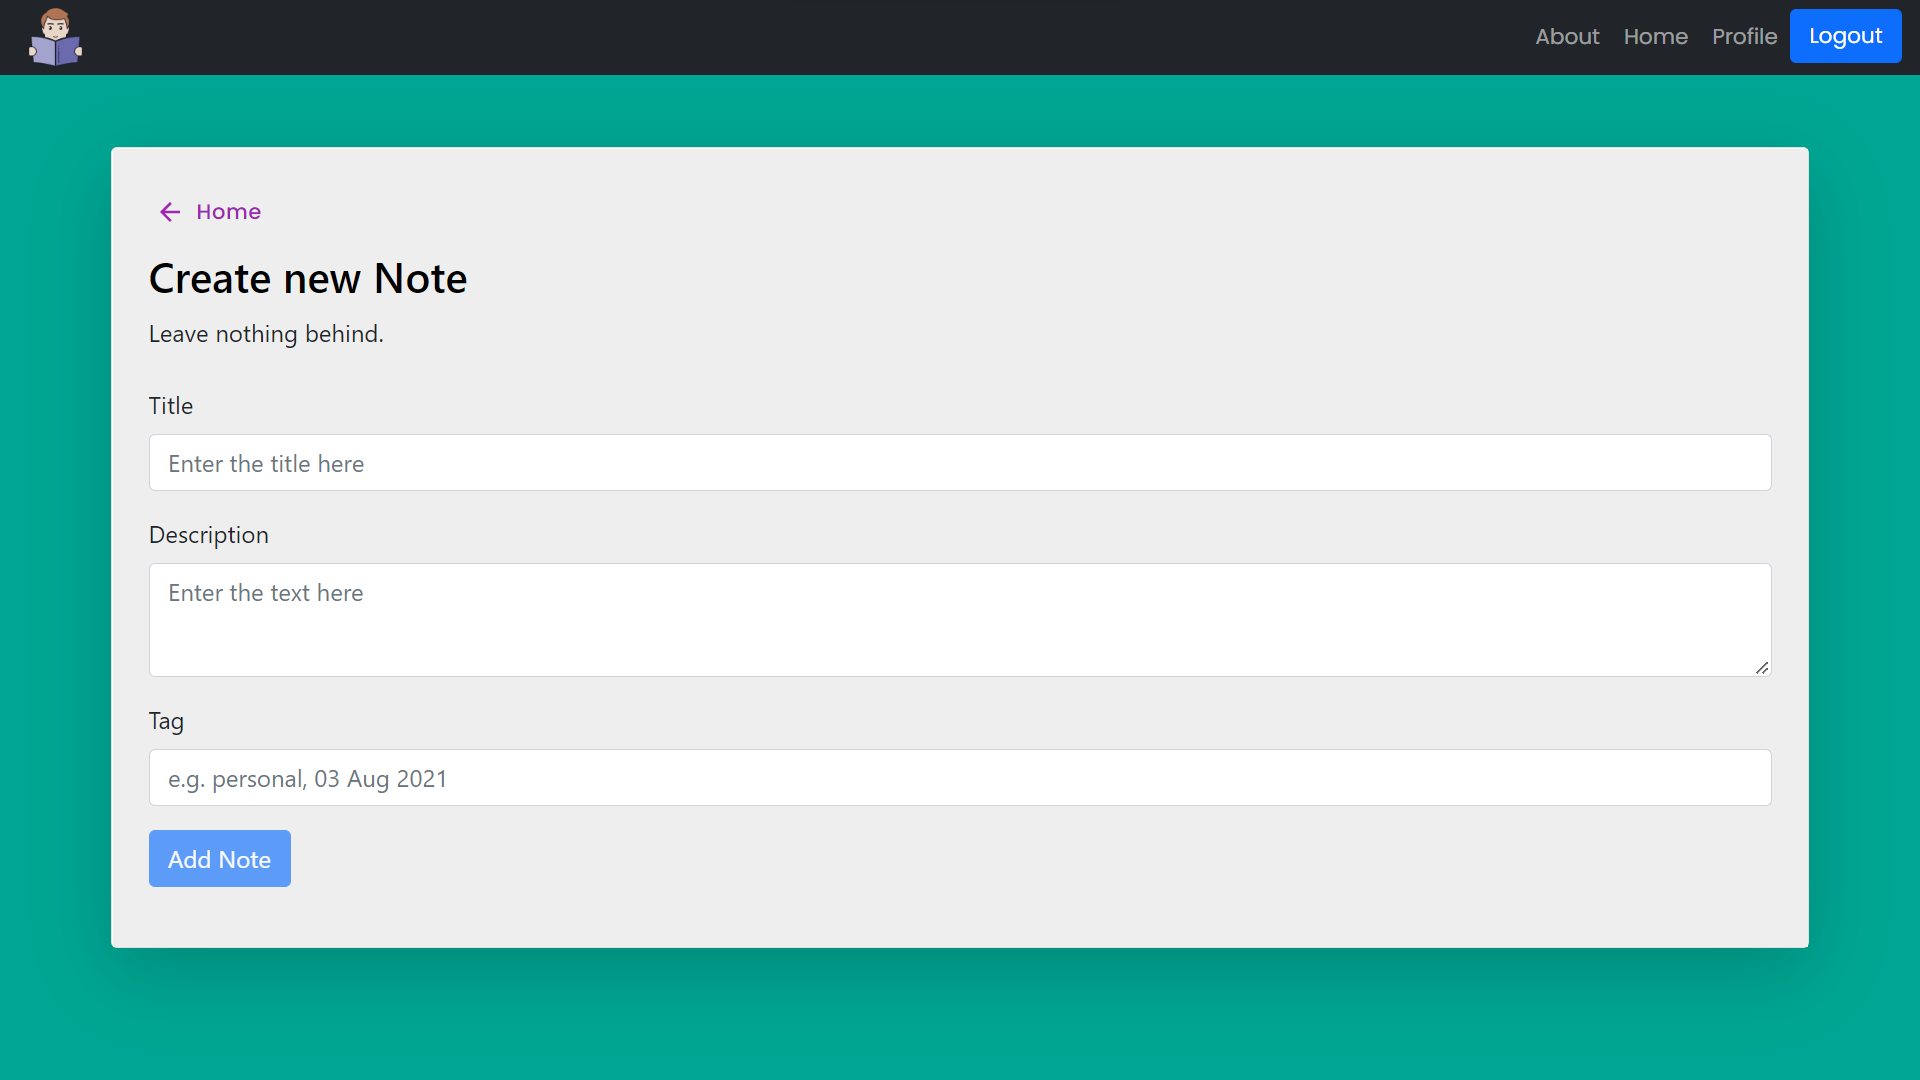 About Home Profile Logout
Home
Create new Note
Leave nothing behind.
Title
Enter the title here
Description
Enter the text here
Tag
e.g. personal, 03 Aug 2021
Add Note